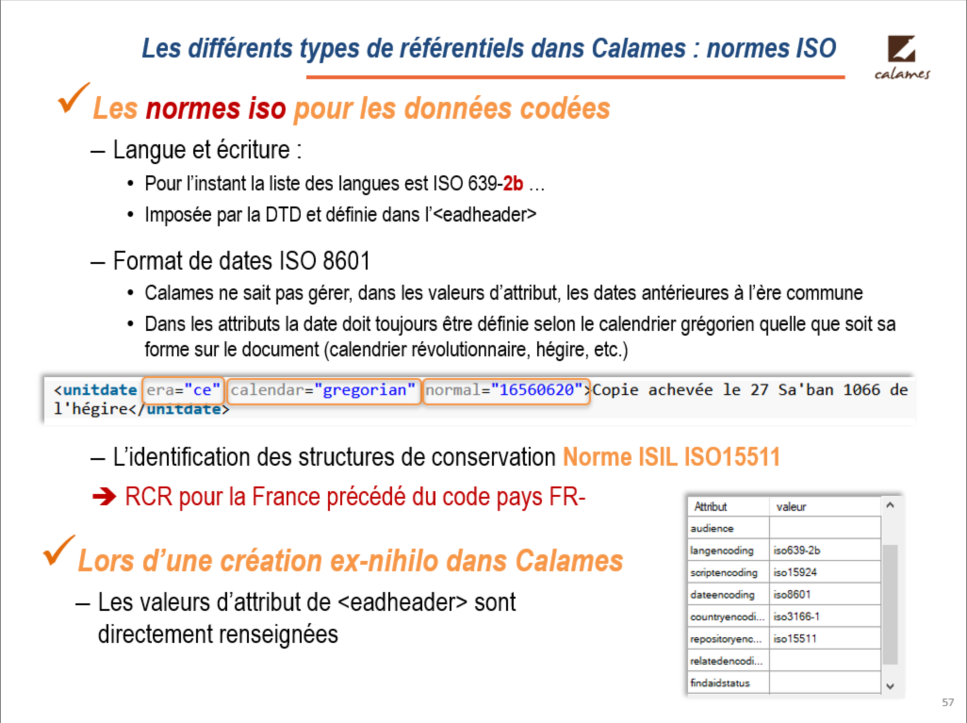 Les différents types de référentiels dans Calames : normes ISO
calames
Les normes iso pour les données codées
– Langue et écriture :
• Pour l'instant la liste des langues est ISO 639-2b …
• Imposée par la DTD et définie dans l'<eadheader>
– Format de dates ISO 8601
• Calames ne sait pas gérer, dans les valeurs d'attribut, les dates antérieures à l'ère commune
• Dans les attributs la date doit toujours être définie selon le calendrier grégorien quelle que soit sa
forme sur le document (calendrier révolutionnaire, hégire, etc.)
<unitdate era="ce" calendar="gregorian" normal="16560620">Copie achevée le 27 Sa'ban 1066 de
l'hégire</unitdate>
– L'identification des structures de conservation Norme ISIL ISO15511
➔ RCR pour la France précédé du code pays FR-
Lors d'une création ex-nihilo dans Calames
– Les valeurs d'attribut de <eadheader> sont
directement renseignées
Attribut valeur
audience
langencoding iso639-2b
scriptencoding iso15924
dateencoding iso8601
countryencodi... iso3166-1
repositoryenc... iso15511
relatedencodi...
findaidstatus
57